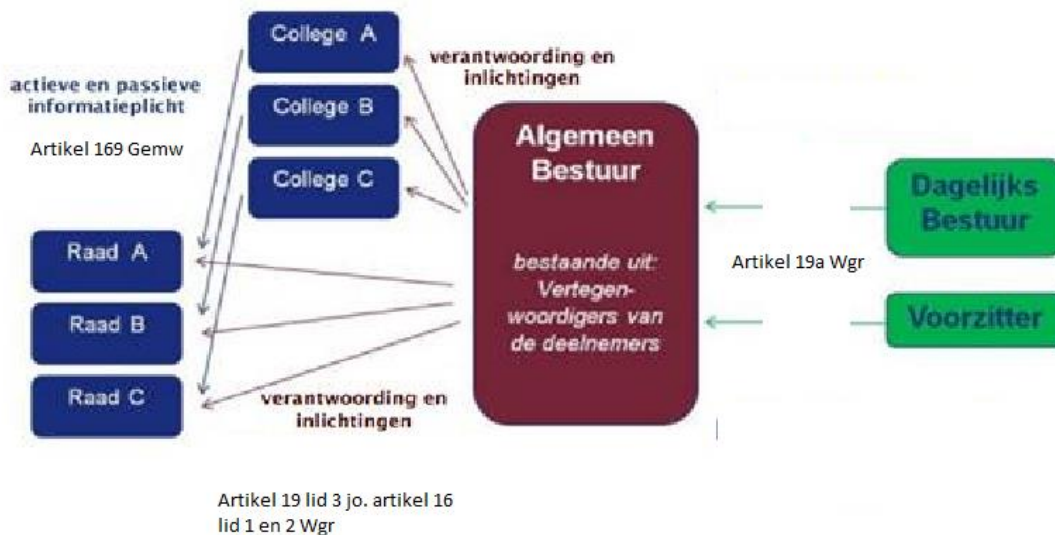 College A
College B
College C
verantwoording en
inlichtingen
actieve en passieve
informatieplicht
Artikel 169 Gemw
Raad A
Raad B
Raad C
Algemeen
Bestuur
bestaande uit:
Vertegen-
woordigers van
de deelnemers
Dagelijks
Bestuur
Artikel 19a Wgr
Voorzitter
verantwoording en
inlichtingen
Artikel 19 lid 3 jo. artikel 16
lid 1 en 2 Wgr